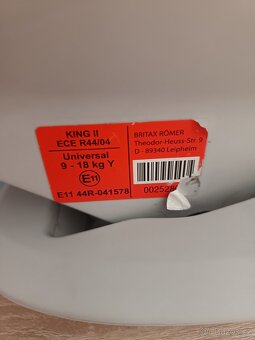 KING II
ECE R44/04
Universal
9 - 18 kg Y
E11
E11 44R-041578
BRITAX RÖMER
Theodor-Heuss-Str. 9
D - 89340 Leipheim